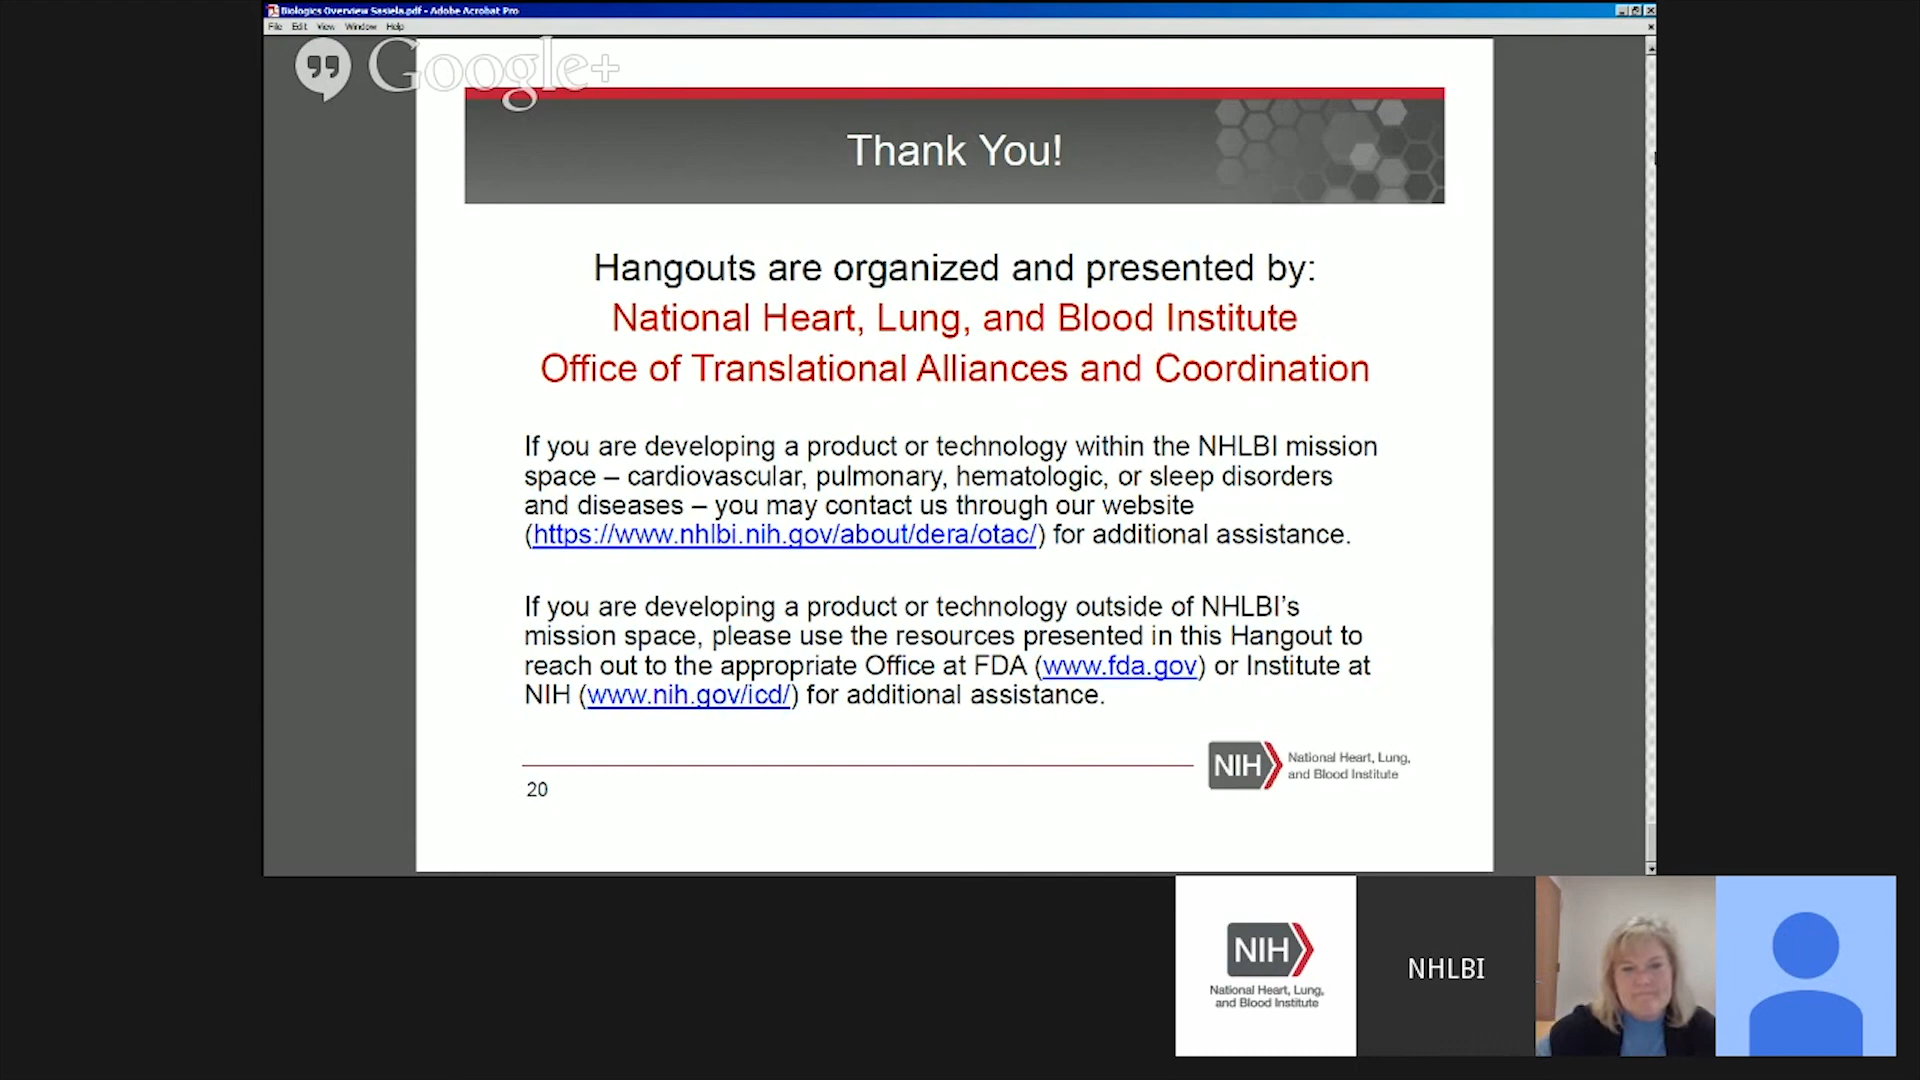 Biologics Overview Sasiela.pdf - Adobe Acrobat Pro
File Edit View Window Help
Google+
Thank You!
Hangouts are organized and presented by:
National Heart, Lung, and Blood Institute
Office of Translational Alliances and Coordination
If you are developing a product or technology within the NHLBI mission
space – cardiovascular, pulmonary, hematologic, or sleep disorders
and diseases – you may contact us through our website
(https://www.nhlbi.nih.gov/about/dera/otac/) for additional assistance.
If you are developing a product or technology outside of NHLBI’s
mission space, please use the resources presented in this Hangout to
reach out to the appropriate Office at FDA (www.fda.gov) or Institute at
NIH (www.nih.gov/icd/) for additional assistance.
NIH
National Heart, Lung,
and Blood Institute
20
NIH
National Heart, Lung,
and Blood Institute
NHLBI